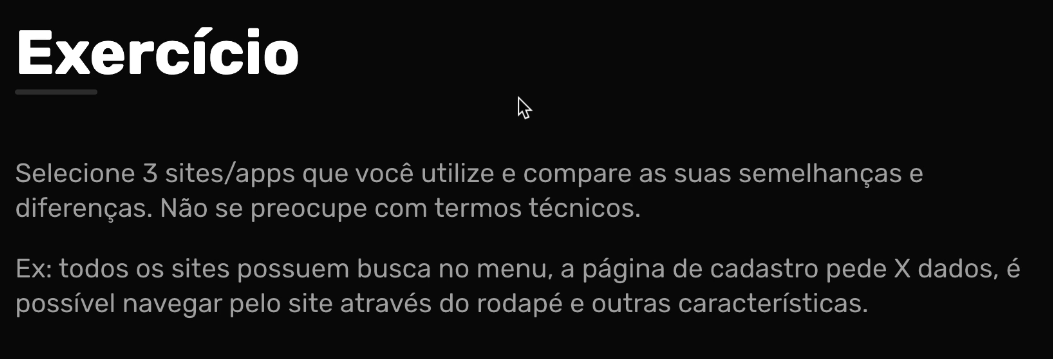 Exercício
Selecione 3 sites/apps que você utilize e compare as suas semelhanças e
diferenças. Não se preocupe com termos técnicos.
Ex: todos os sites possuem busca no menu, a página de cadastro pede X dados, é
possível navegar pelo site através do rodapé e outras características.